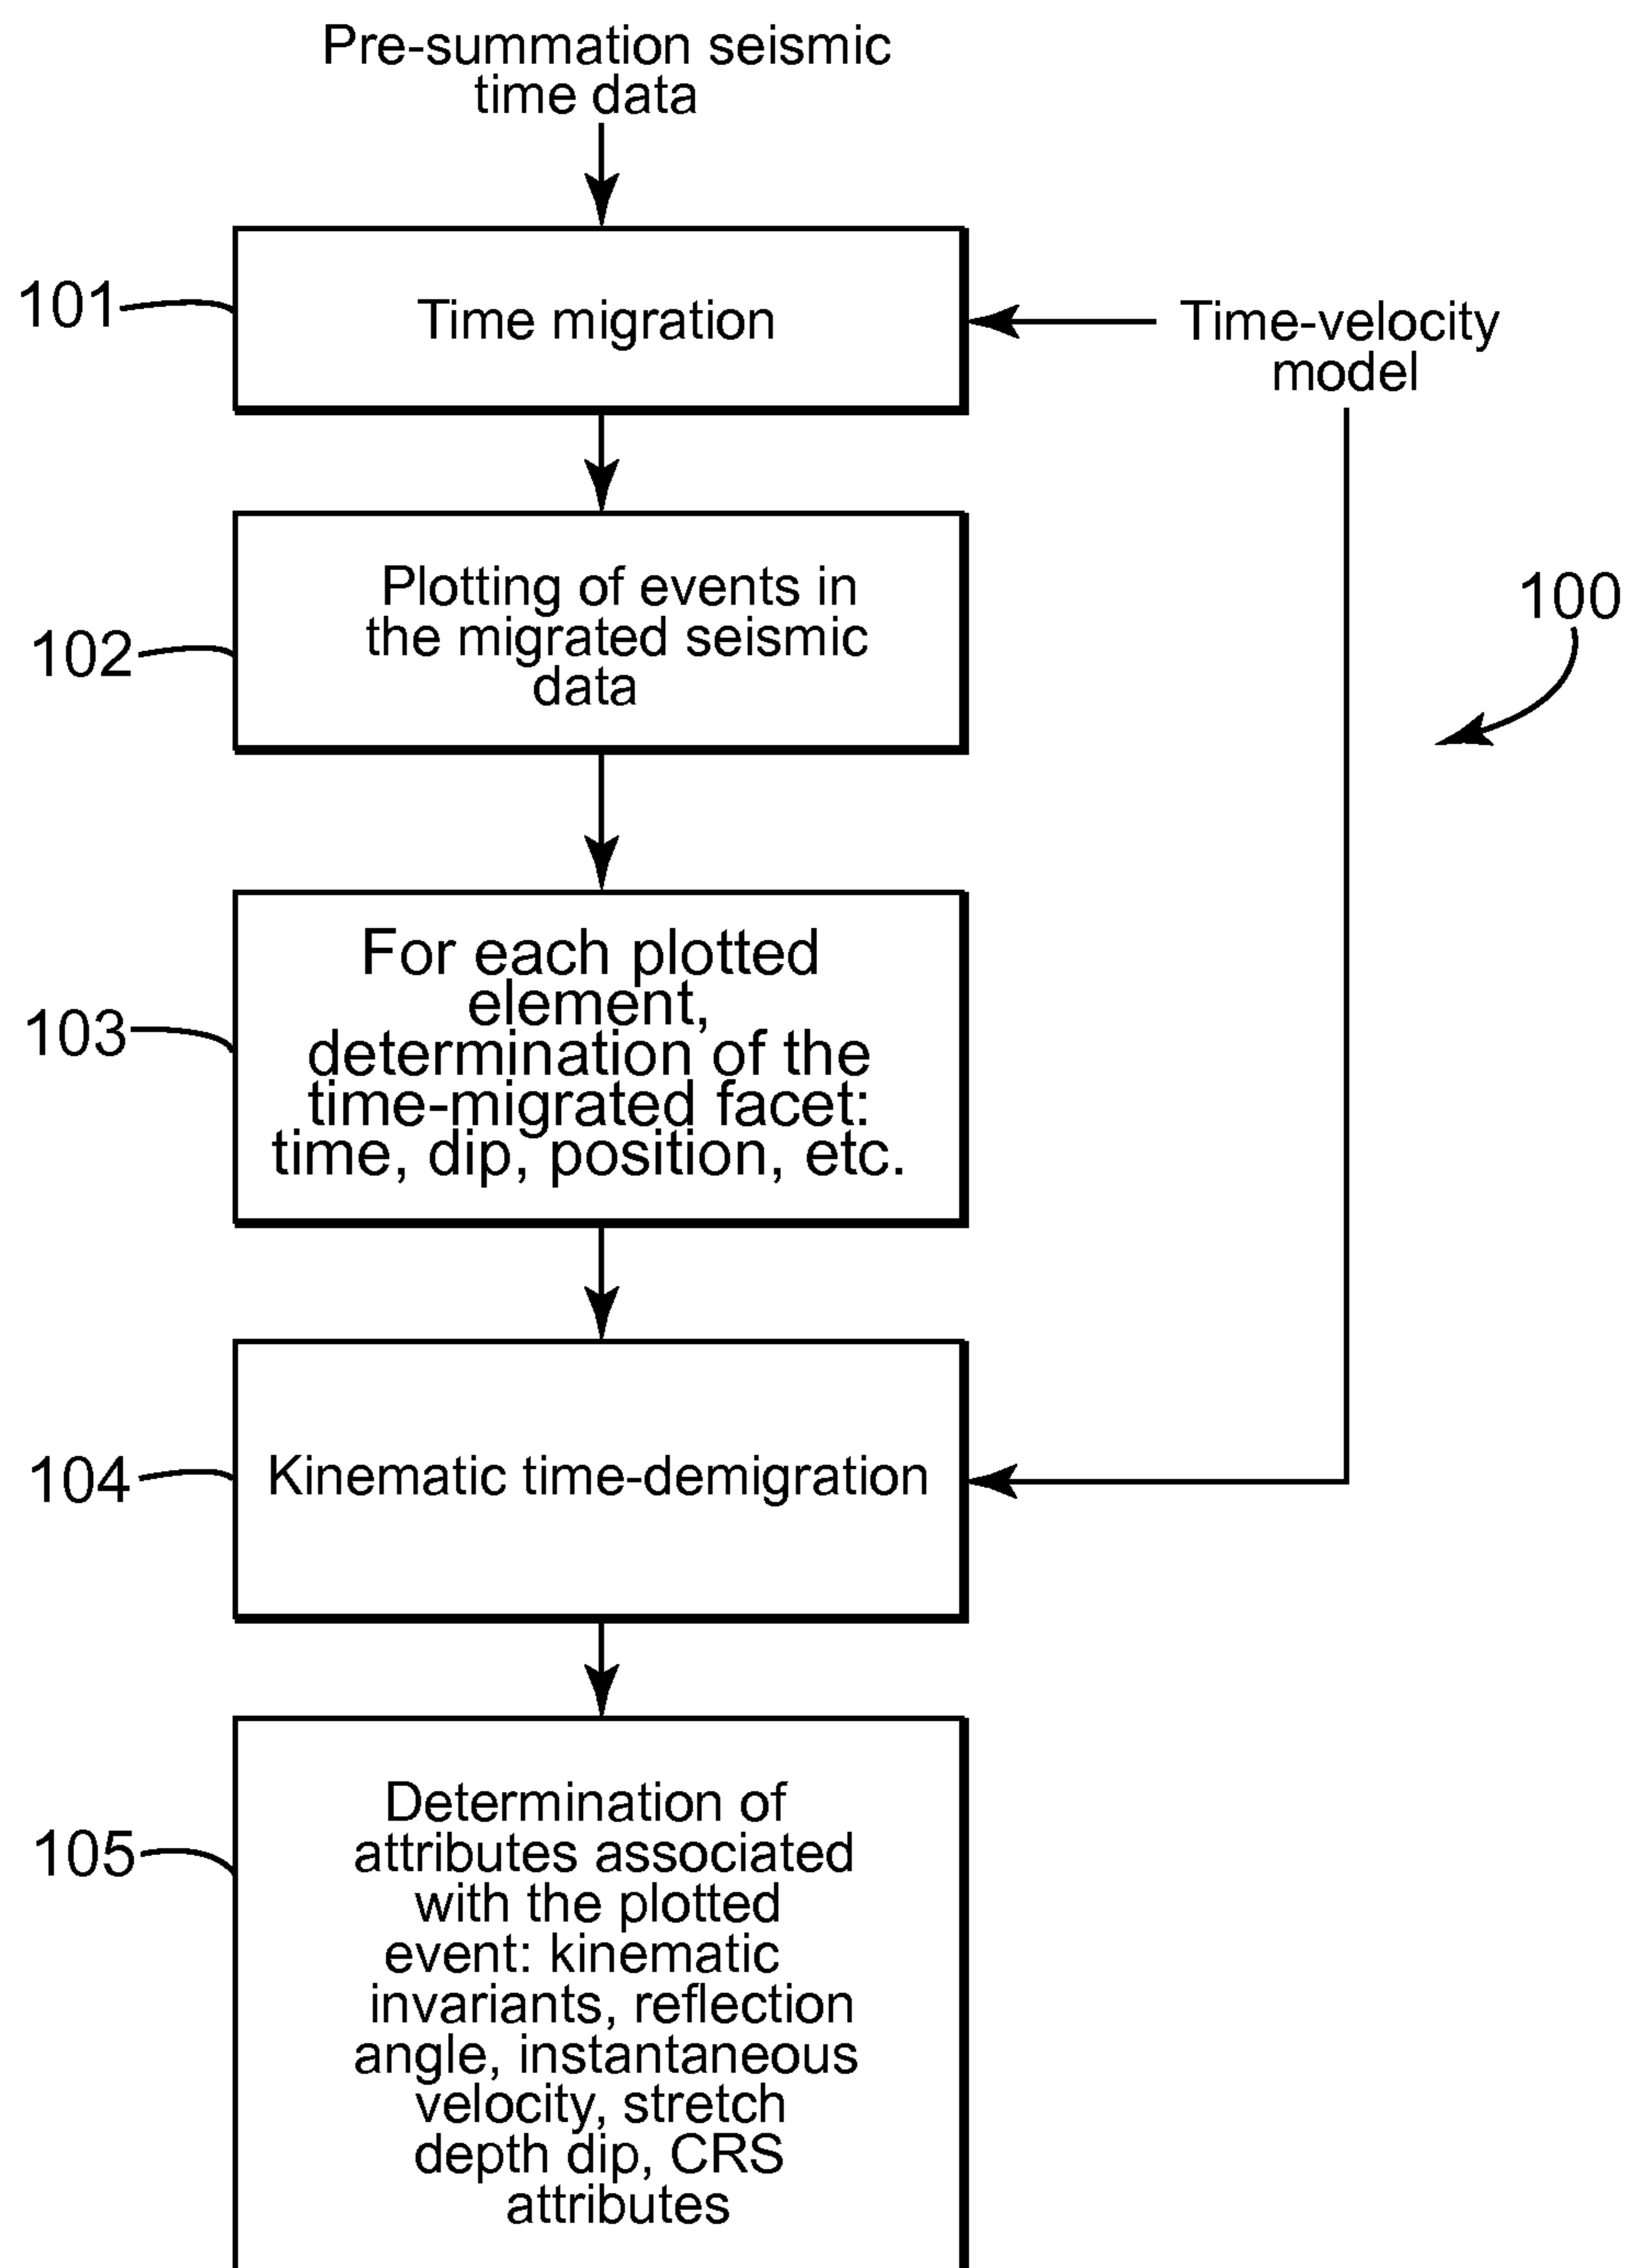 Pre-summation seismic
time data
101
Time migration
Time-velocity
model
Plotting of events in
the migrated seismic
data
102
100
For each plotted
element,
determination of the
time-migrated facet:
time, dip, position, etc.
103
104
Kinematic time-demigration
Determination of
attributes associated
with the plotted
event: kinematic
invariants, reflection
angle, instantaneous
velocity, stretch
depth dip, CRS
attributes
105